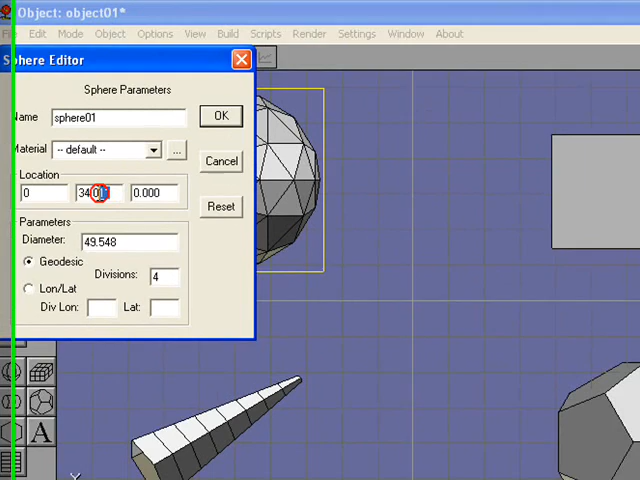 Object: object01*
File Edit Mode Object Options View Build Scripts Render Settings Window About
Sphere Editor
Sphere Parameters
Name sphere01 OK
Material -- default -- ...
Cancel
Location
0 0.000
Reset
Parameters
Diameter: 49.548
Geodesic
Divisions: 4
Lon/Lat
Div Lon: Lat:
A
Y